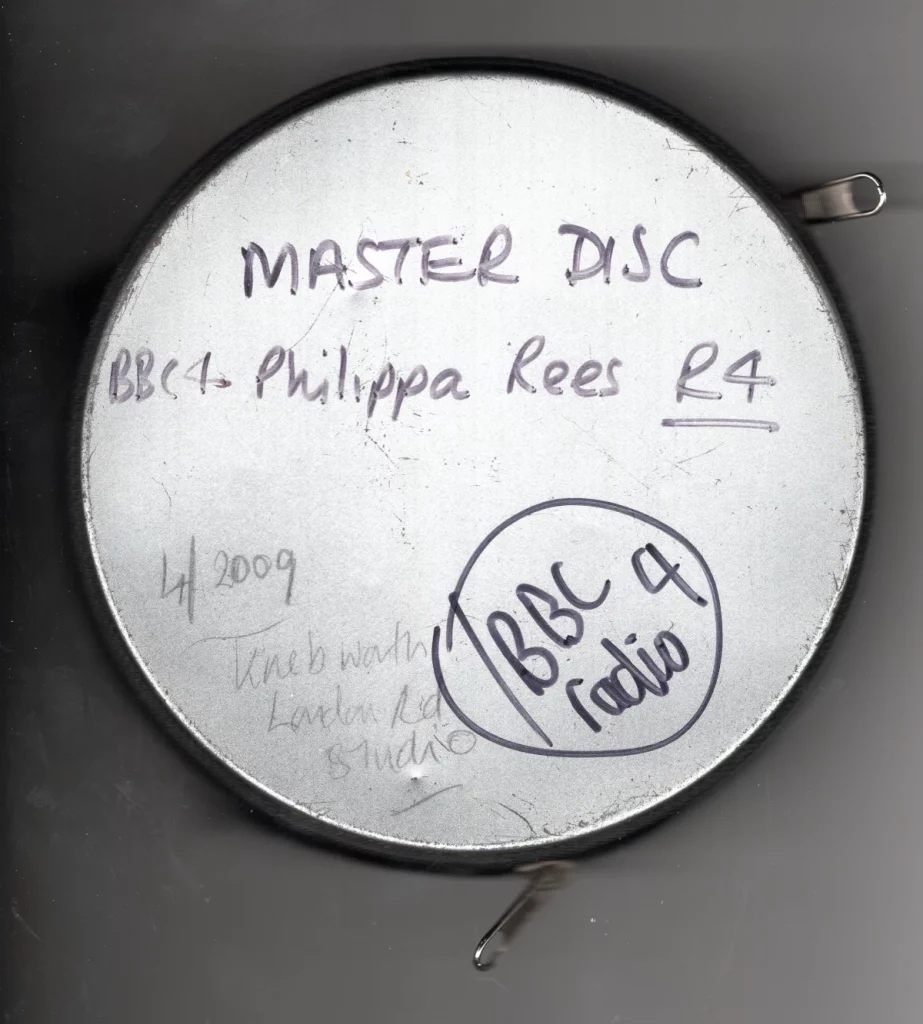 MASTER DISC
BBC4 Philippa Rees R4
4/2009
Knebworth
London Rd
Studio
BBC 4
radio